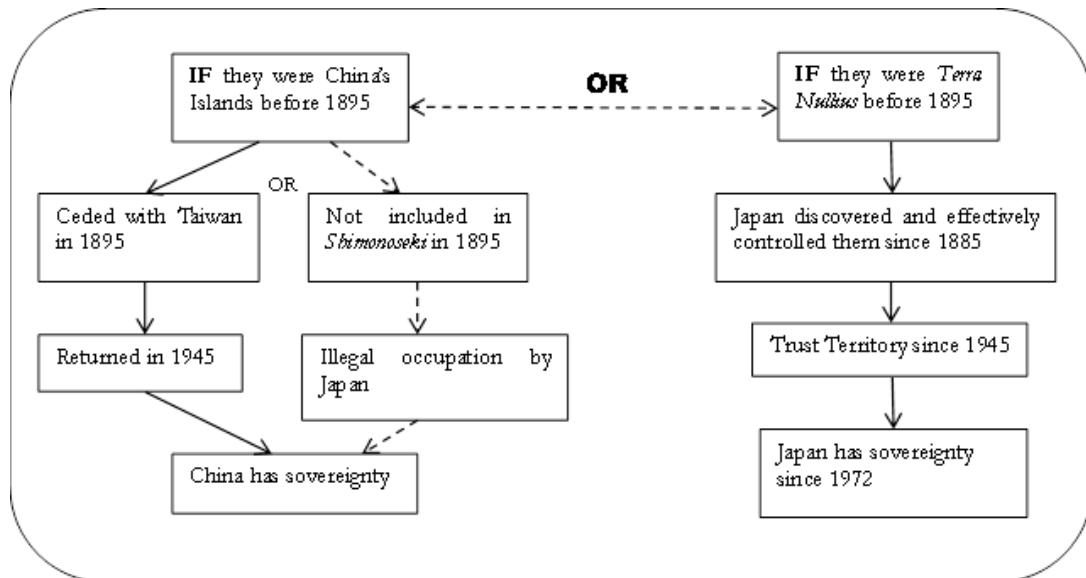 IF they were China's
Islands before 1895
OR
IF they were Terra
Nullius before 1895
OR
Ceded with Taiwan
in 1895
Not included in
Shimonoseki in 1895
Japan discovered and effectively
controlled them since 1885
Returned in 1945
Illegal occupation by
Japan
Trust Territory since 1945
China has sovereignty
Japan has sovereignty
since 1972